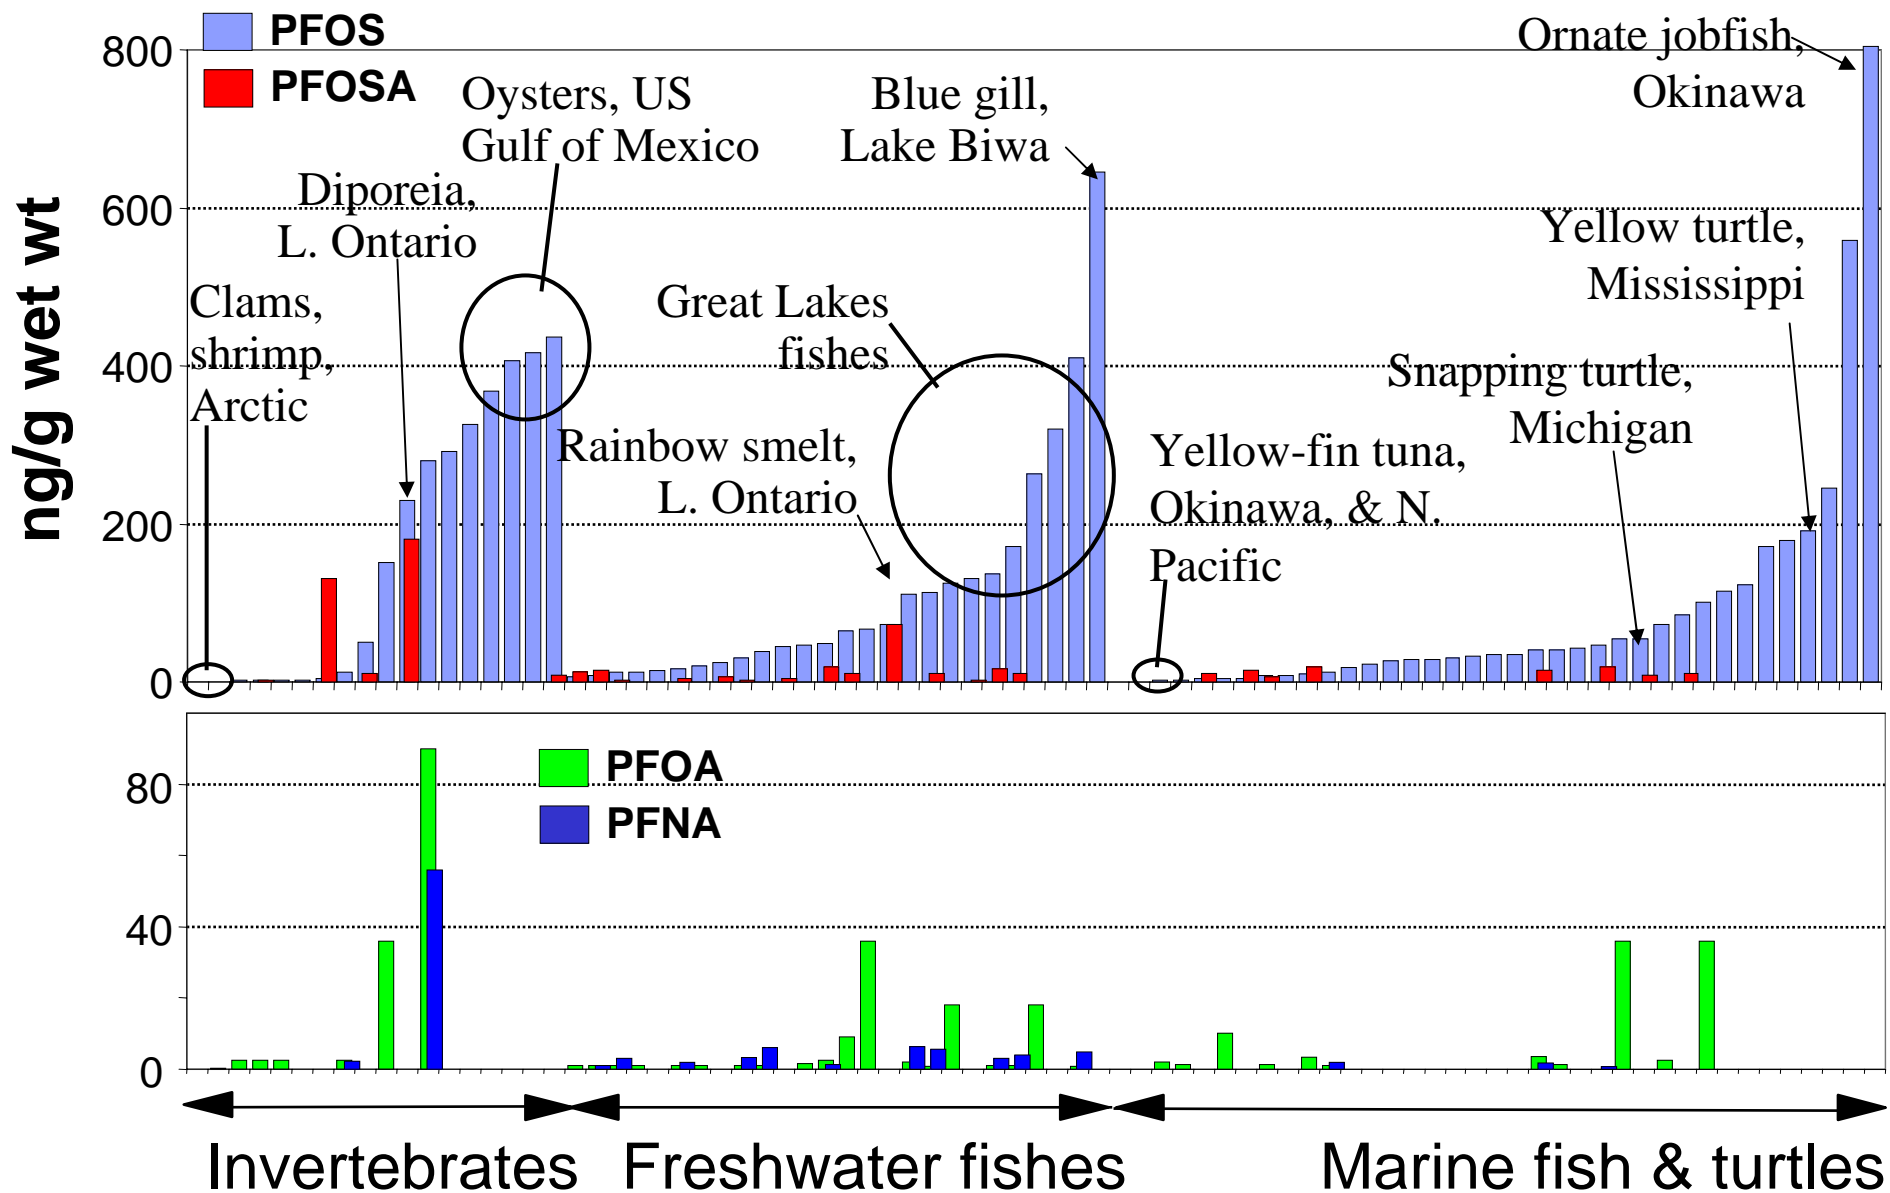 PFOS
PFOSA
800
600
400
200
0
ng/g wet wt
Clams,
shrimp,
Arctic
Diporeia,
L. Ontario
Oysters, US
Gulf of Mexico
Blue gill,
Lake Biwa
Great Lakes
fishes
Rainbow smelt,
L. Ontario
Ornate jobfish,
Okinawa
Yellow turtle,
Mississippi
Snapping turtle,
Michigan
Yellow-fin tuna,
Okinawa, & N.
Pacific
PFOA
PFNA
80
40
0
Invertebrates
Freshwater fishes
Marine fish & turtles